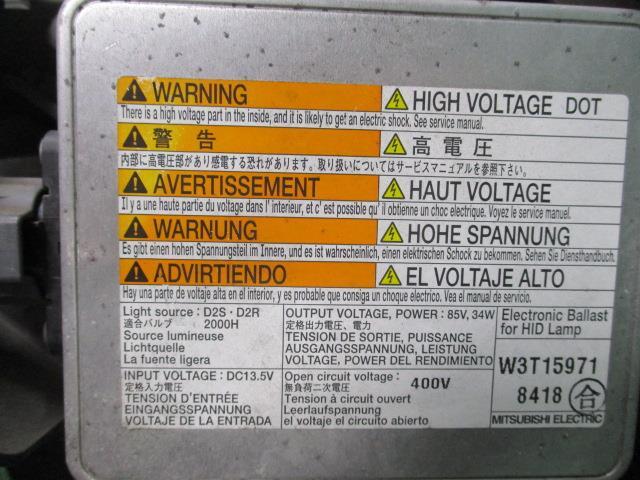 WARNING HIGH VOLTAGE DOT
There is a high voltage part in the inside, and it is likely to get an electric shock. See service manual.
警告 高電圧
内部に高電圧部があり感電する恐れがあります。取り扱いについてはサービスマニュアルを参照下さい。
AVERTISSEMENT HAUT VOLTAGE
Il y a une haute partie du voltage dans l' interieur, et c' est possible qu' il obtienne un choc electrique. Voyez le service manuel.
WARNUNG HOHE SPANNUNG
Es gibt einen hohen Spannungsteil im Innere, und es ist wahrscheinlich, einen elektrischen Schock zu bekommen. Sehen Sie Diensthandbuch.
ADVIRTIENDO EL VOLTAJE ALTO
Hay una parte de voltaje alta en el interior, y es probable que consiga un choque electrico. Vea el manual de servicio.
Light source : D2S・D2R
適合バルブ 2000H
Source lumineuse
Lichtquelle
La fuente ligera
OUTPUT VOLTAGE, POWER : 85V, 34W
定格出力電圧、電力
TENSION DE SORTIE, PUISSANCE
AUSGANGSSPANNUNG, LEISTUNG
VOLTAGE, POWER DEL RENDIMIENTO
Electronic Ballast
for HID Lamp
INPUT VOLTAGE : DC13.5V
定格入力電圧
TENSION D'ENTRÉE
EINGANGSSPANNUNG
VOLTAJE DE LA ENTRADA
Open circuit voltage : 400V
無負荷二次電圧
Tension à circuit ouvert
Leerlaufspannung
el voltaje el circuito abierto
W3T15971
8418 合
MITSUBISHI ELECTRIC